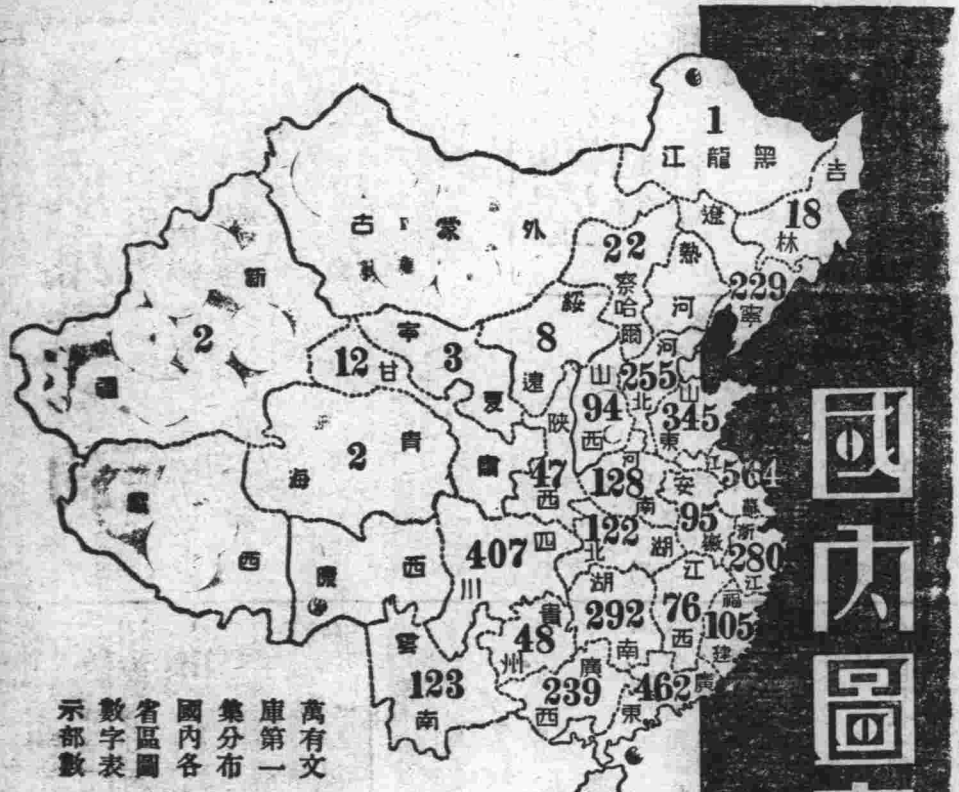 國內圖
1
黑龍江
吉林
18
遼寧
229
外蒙古
22
察哈爾
熱河
綏遠
8
新疆
2
12
甘肅
寧夏
3
青海
2
河北
255
山西
94
山東
345
陝西
47
河南
128
江蘇
564
安徽
95
湖北
122
浙江
280
四川
407
西康
西藏
湖南
292
江西
76
福建
105
貴州
48
雲南
123
廣西
239
廣東
462
萬有文
庫第一
集分布
國內各
省區圖
數字表
示部數